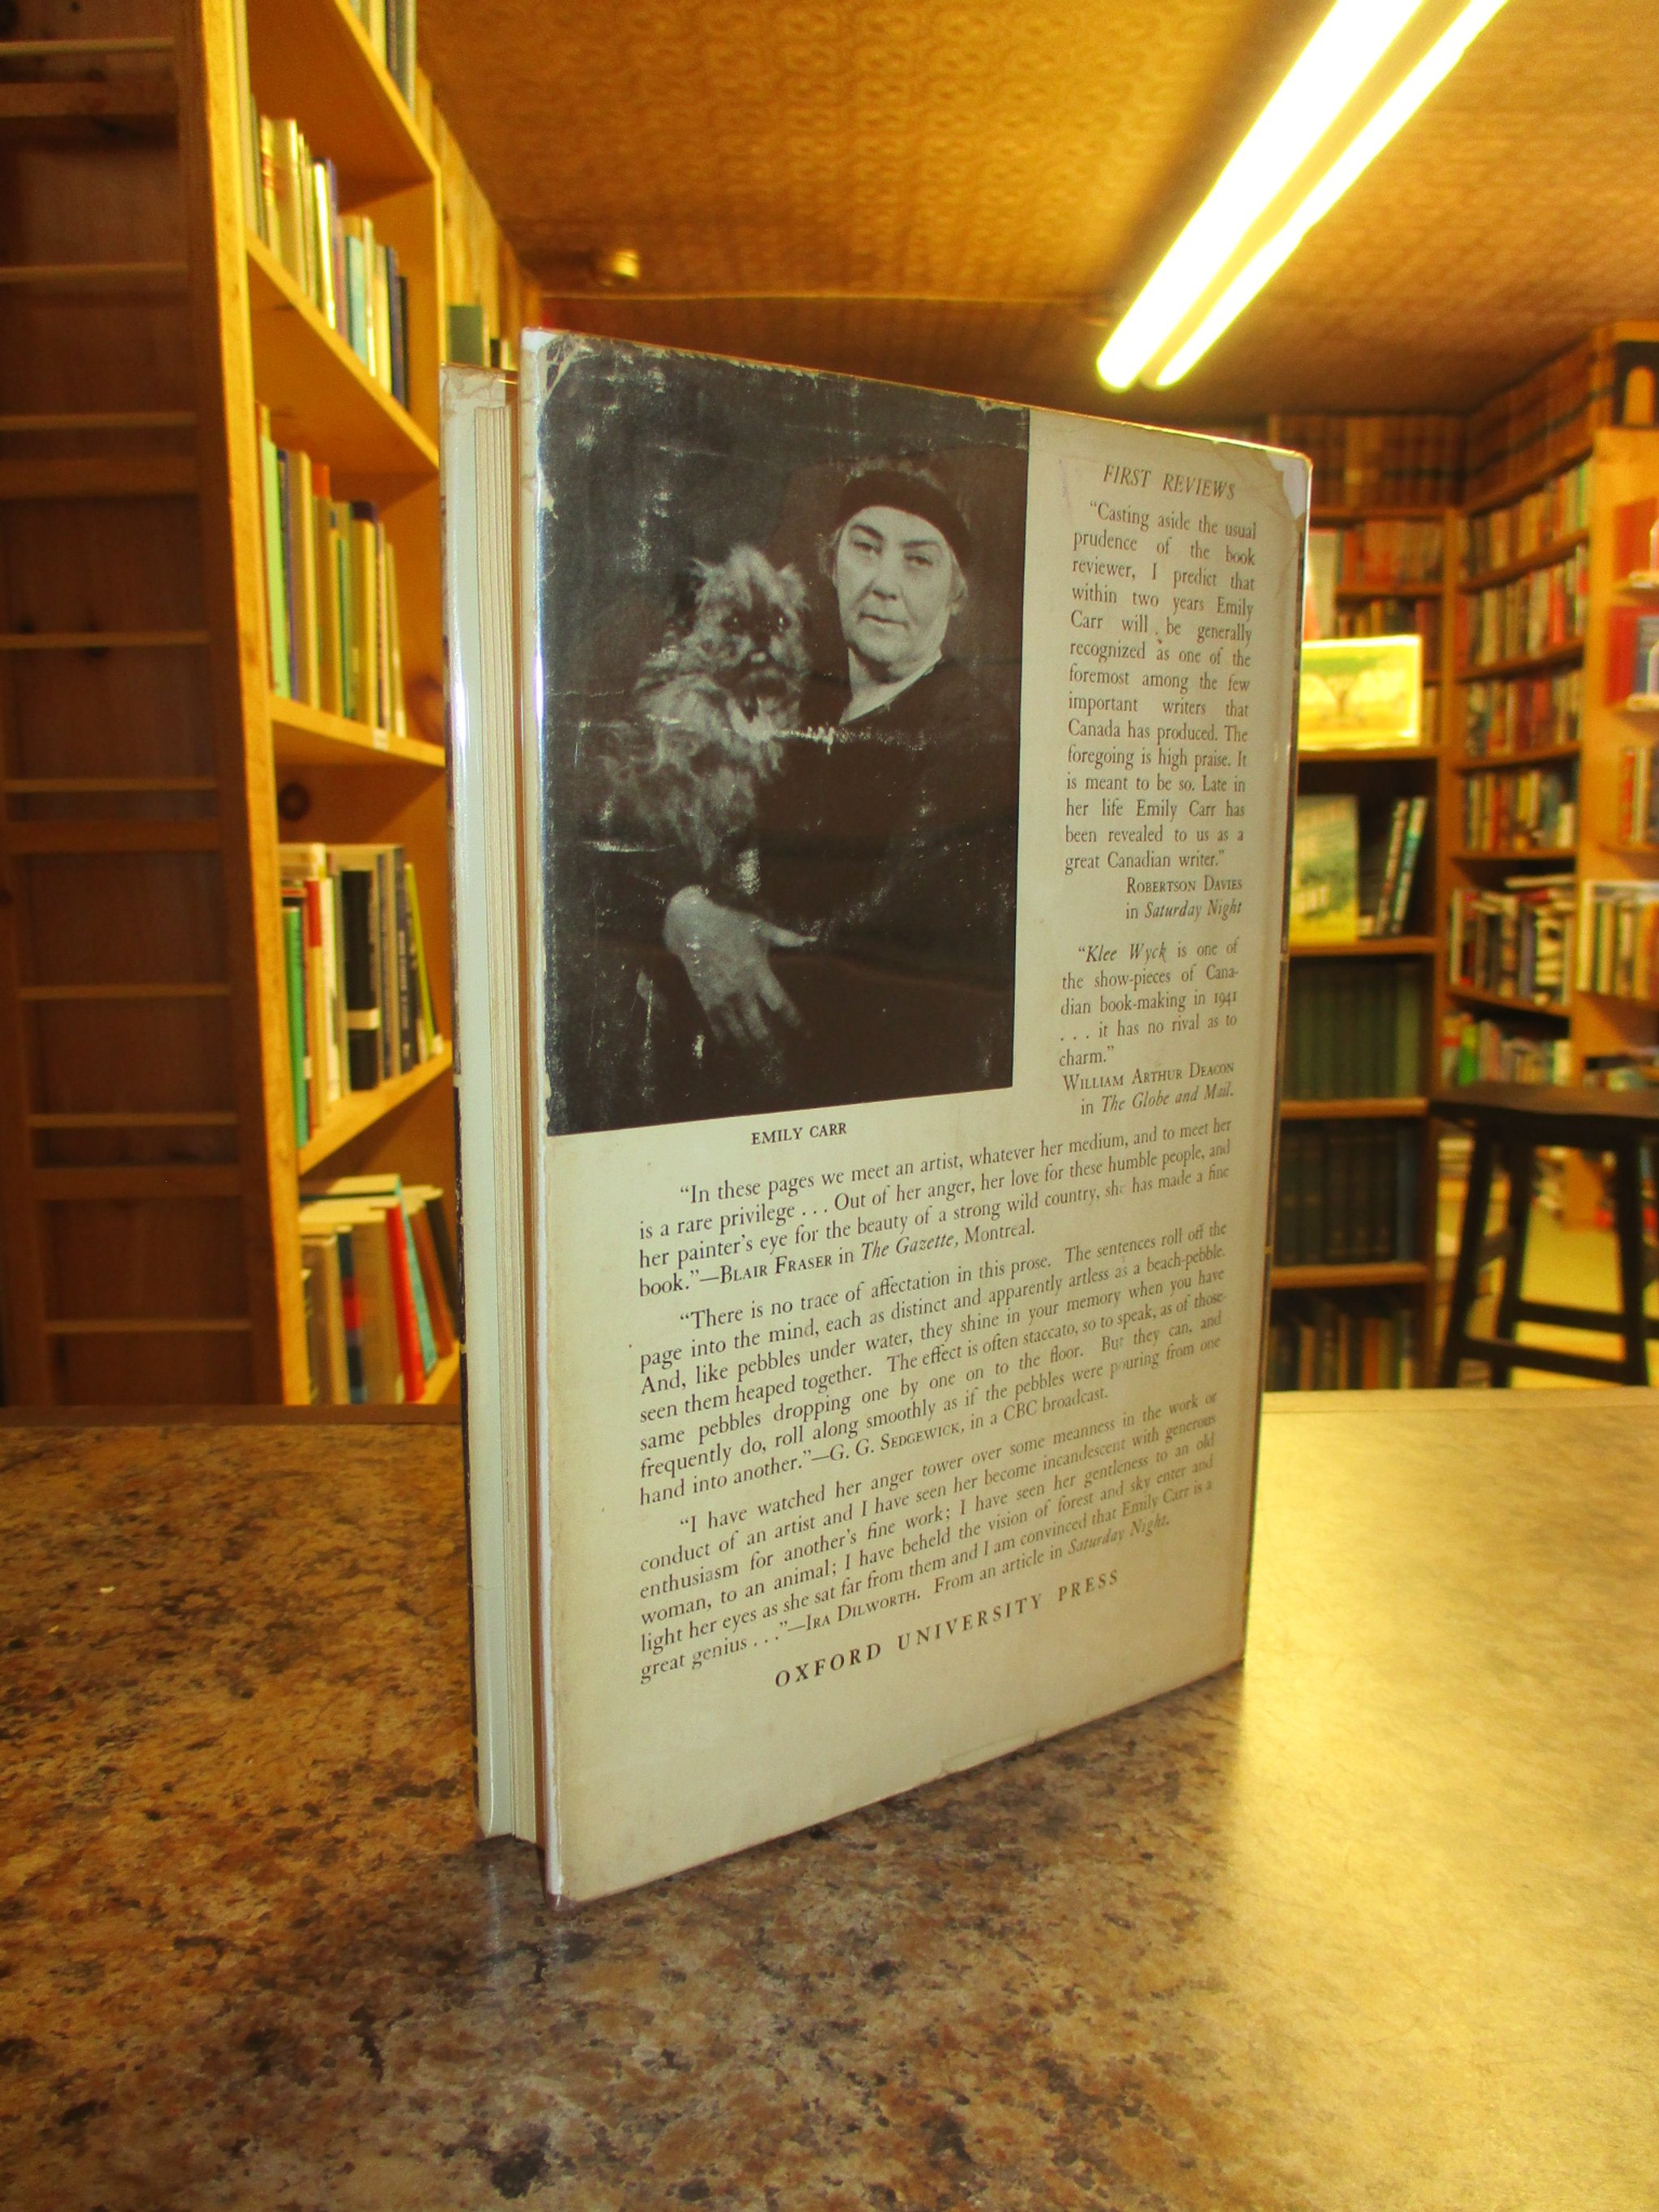 FIRST REVIEWS
“Casting aside the usual
prudence of the book
reviewer, I predict that
within two years Emily
Carr will be generally
recognized as one of the
foremost among the few
important writers that
Canada has produced. The
foregoing is high praise. It
is meant to be so. Late in
her life Emily Carr has
been revealed to us as a
great Canadian writer.”
ROBERTSON DAVIES
in Saturday Night
“Klee Wyck is one of
the show-pieces of Cana-
dian book-making in 1941
. . . it has no rival as to
charm.”
WILLIAM ARTHUR DEACON
in The Globe and Mail.
EMILY CARR
“In these pages we meet an artist, whatever her medium, and to meet her
is a rare privilege . . . Out of her anger, her love for these humble people, and
her painter’s eye for the beauty of a strong wild country, she has made a fine
book.”—BLAIR FRASER in The Gazette, Montreal.
“There is no trace of affectation in this prose. The sentences roll off the
page into the mind, each as distinct and apparently artless as a beach-pebble.
And, like pebbles under water, they shine in your memory when you have
seen them heaped together. The effect is often staccato, so to speak, as of those
same pebbles dropping one by one on to the floor. But they can, and
frequently do, roll along smoothly as if the pebbles were pouring from one
hand into another.”—G. G. SEDGEWICK, in a CBC broadcast.
“I have watched her anger tower over some meanness in the work or
conduct of an artist and I have seen her become incandescent with generous
enthusiasm for another’s fine work; I have seen her gentleness to an old
woman, to an animal; I have beheld the vision of forest and sky enter and
light her eyes as she sat far from them and I am convinced that Emily Carr is a
great genius . . .”—IRA DILWORTH. From an article in Saturday Night.
OXFORD UNIVERSITY PRESS